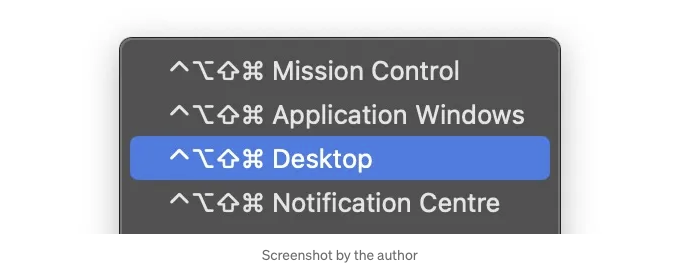 ^⌥⇧⌘ Mission Control
^⌥⇧⌘ Application Windows
^⌥⇧⌘ Desktop
^⌥⇧⌘ Notification Centre
Screenshot by the author